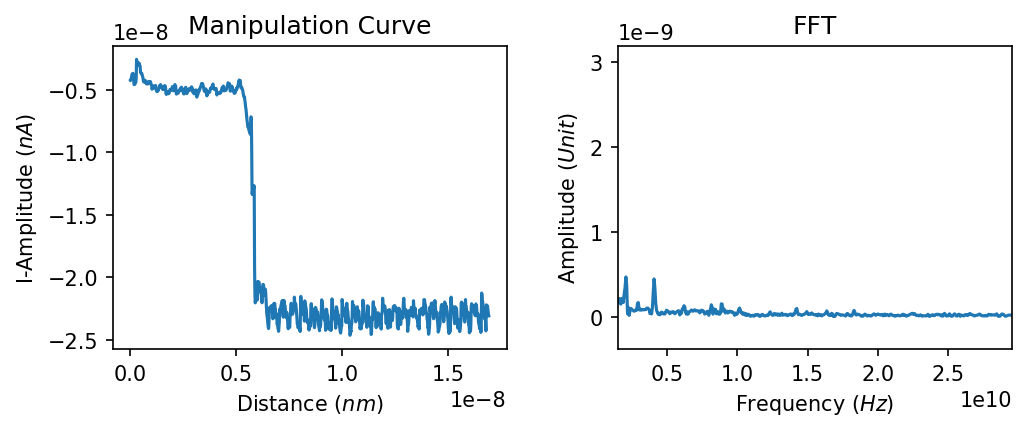 Manipulation Curve
1e−8
I-Amplitude (nA)
−0.5
−1.0
−1.5
−2.0
−2.5
0.0 0.5 1.0 1.5
1e−8
Distance (nm)
FFT
1e−9
Amplitude (Unit)
3
2
1
0
0.5 1.0 1.5 2.0 2.5
1e10
Frequency (Hz)